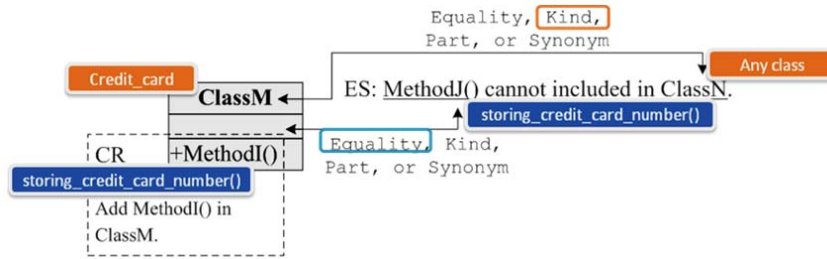 Equality, Kind,
Part, or Synonym
Credit_card
Any class
ClassM
ES: MethodJ() cannot included in ClassN.
storing_credit_card_number()
Equality, Kind,
Part, or Synonym
CR
+MethodI()
storing_credit_card_number()
Add MethodI() in
ClassM.